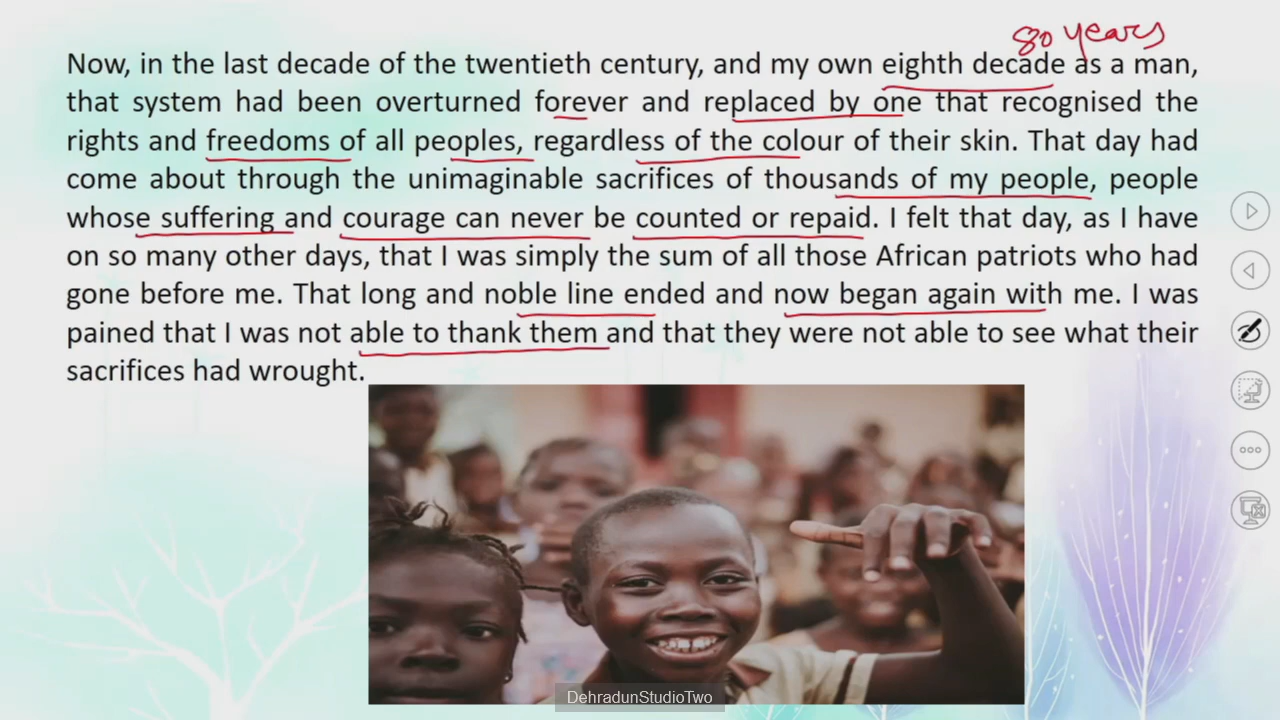 80 years
Now, in the last decade of the twentieth century, and my own eighth decade as a man,
that system had been overturned forever and replaced by one that recognised the
rights and freedoms of all peoples, regardless of the colour of their skin. That day had
come about through the unimaginable sacrifices of thousands of my people, people
whose suffering and courage can never be counted or repaid. I felt that day, as I have
on so many other days, that I was simply the sum of all those African patriots who had
gone before me. That long and noble line ended and now began again with me. I was
pained that I was not able to thank them and that they were not able to see what their
sacrifices had wrought.
DehradunStudioTwo